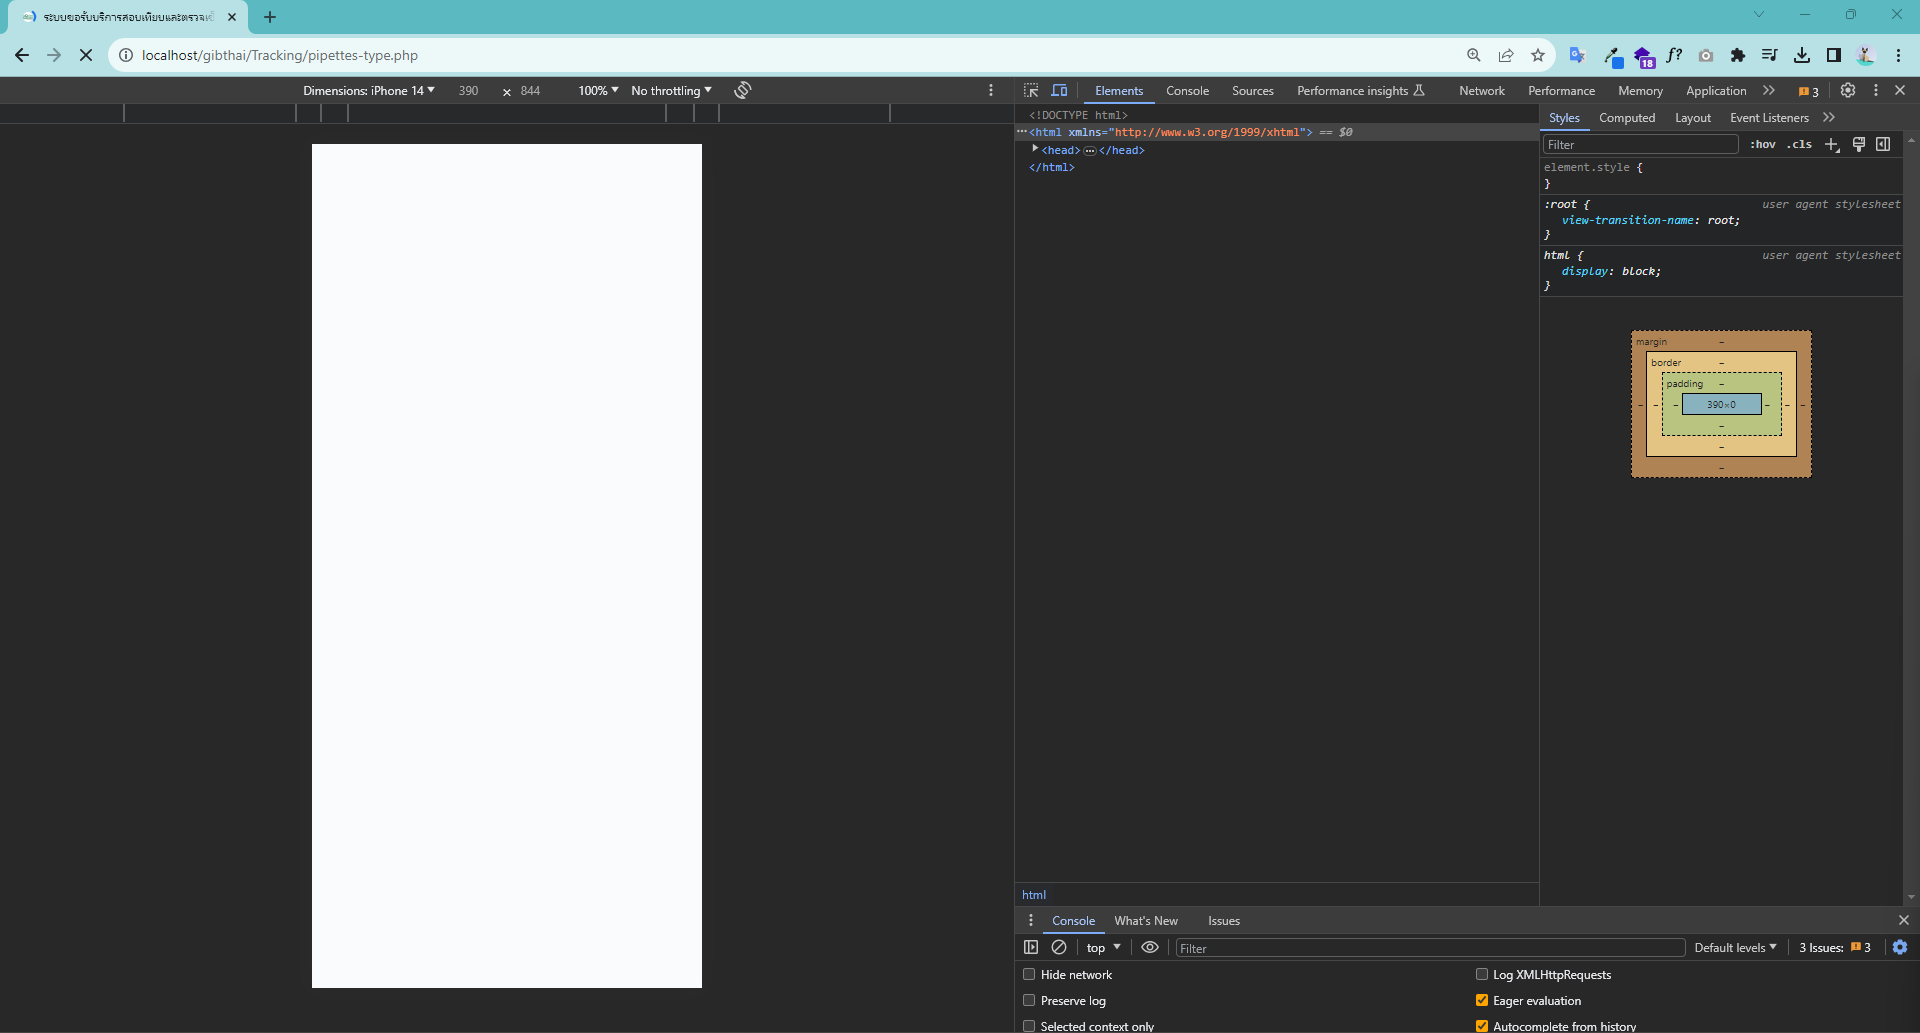 ระบบขอรับบริการสอบเทียบและตรวจเช็
localhost/gibthai/Tracking/pipettes-type.php
18
f?
Dimensions: iPhone 14
390 × 844
100%
No throttling
Elements
Console
Sources
Performance insights
Network
Performance
Memory
Application
3
<!DOCTYPE html>
<html xmlns="http://www.w3.org/1999/xhtml"> == $0
<head> … </head>
</html>
html
Styles
Computed
Layout
Event Listeners
Filter
:hov
.cls
element.style {
}
:root {
user agent stylesheet
view-transition-name: root;
}
html {
user agent stylesheet
display: block;
}
margin
–
border
–
padding
–
– – – 390×0 – – –
–
–
–
Console
What's New
Issues
top
Filter
Default levels
3 Issues:
3
Hide network
Log XMLHttpRequests
Preserve log
Eager evaluation
Selected context only
Autocomplete from history